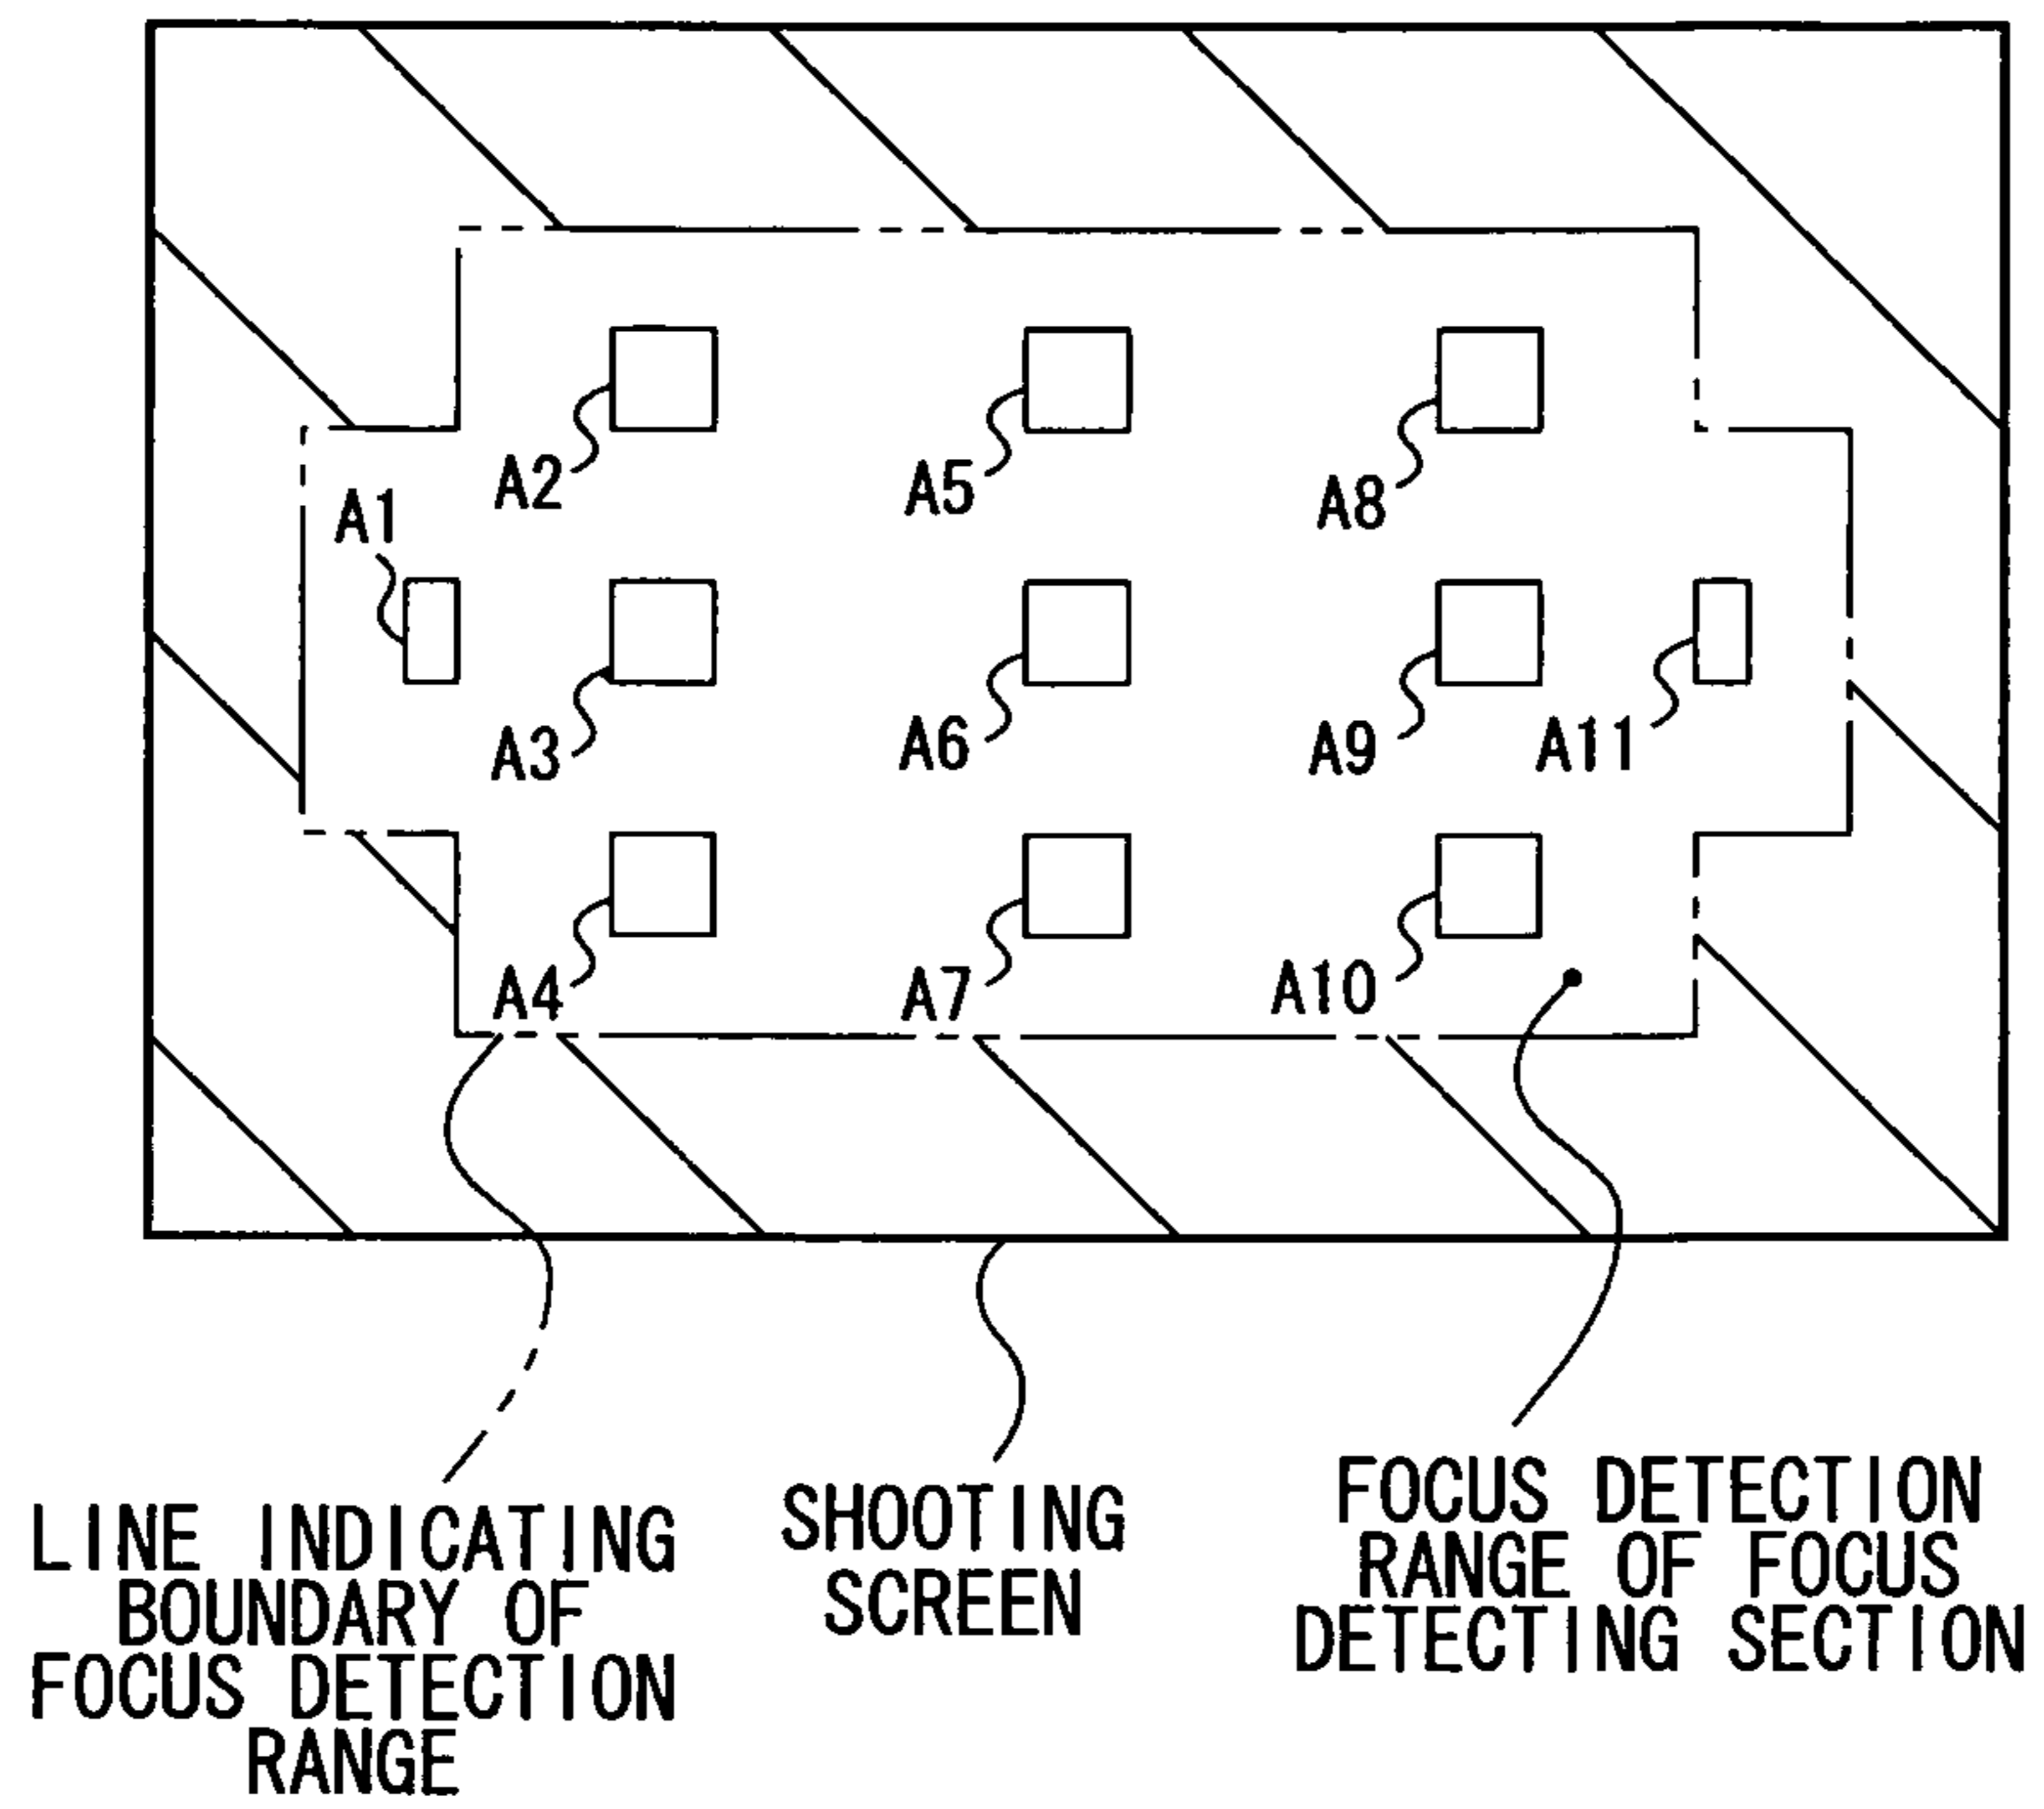 A2
A5
A8
A1
A3
A6
A9
A11
A4
A7
A10
LINE INDICATING
BOUNDARY OF
FOCUS DETECTION
RANGE
SHOOTING
SCREEN
FOCUS DETECTION
RANGE OF FOCUS
DETECTING SECTION